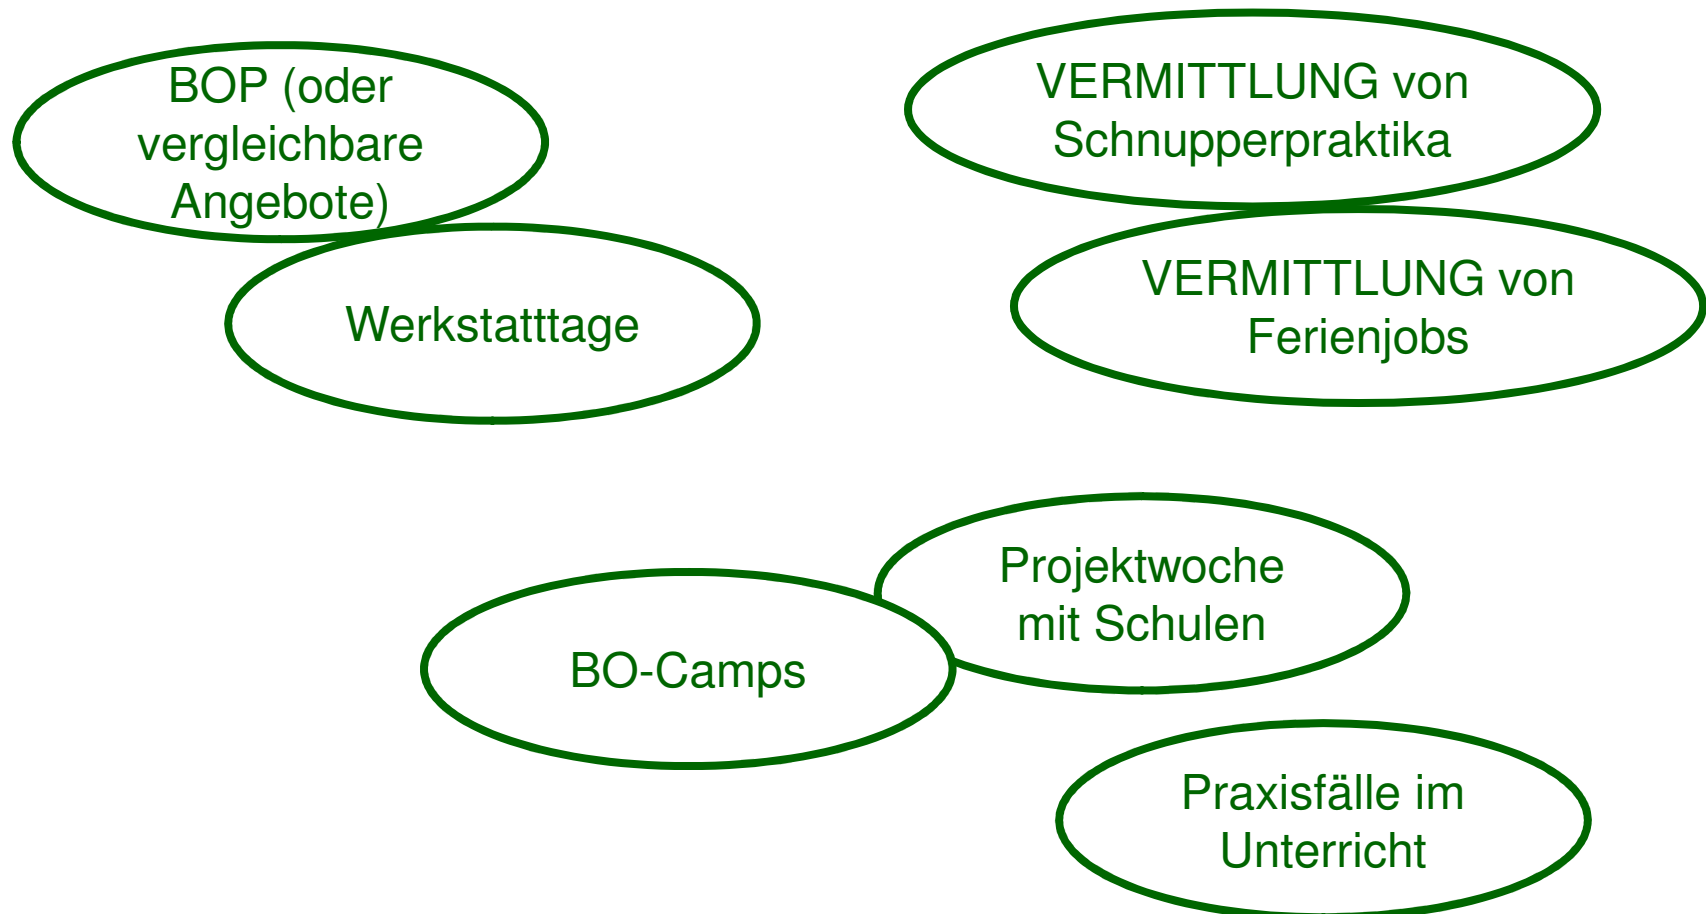 BOP (oder
vergleichbare
Angebote)
Werkstatttage
VERMITTLUNG von
Schnupperpraktika
VERMITTLUNG von
Ferienjobs
Projektwoche
mit Schulen
BO-Camps
Praxisfälle im
Unterricht